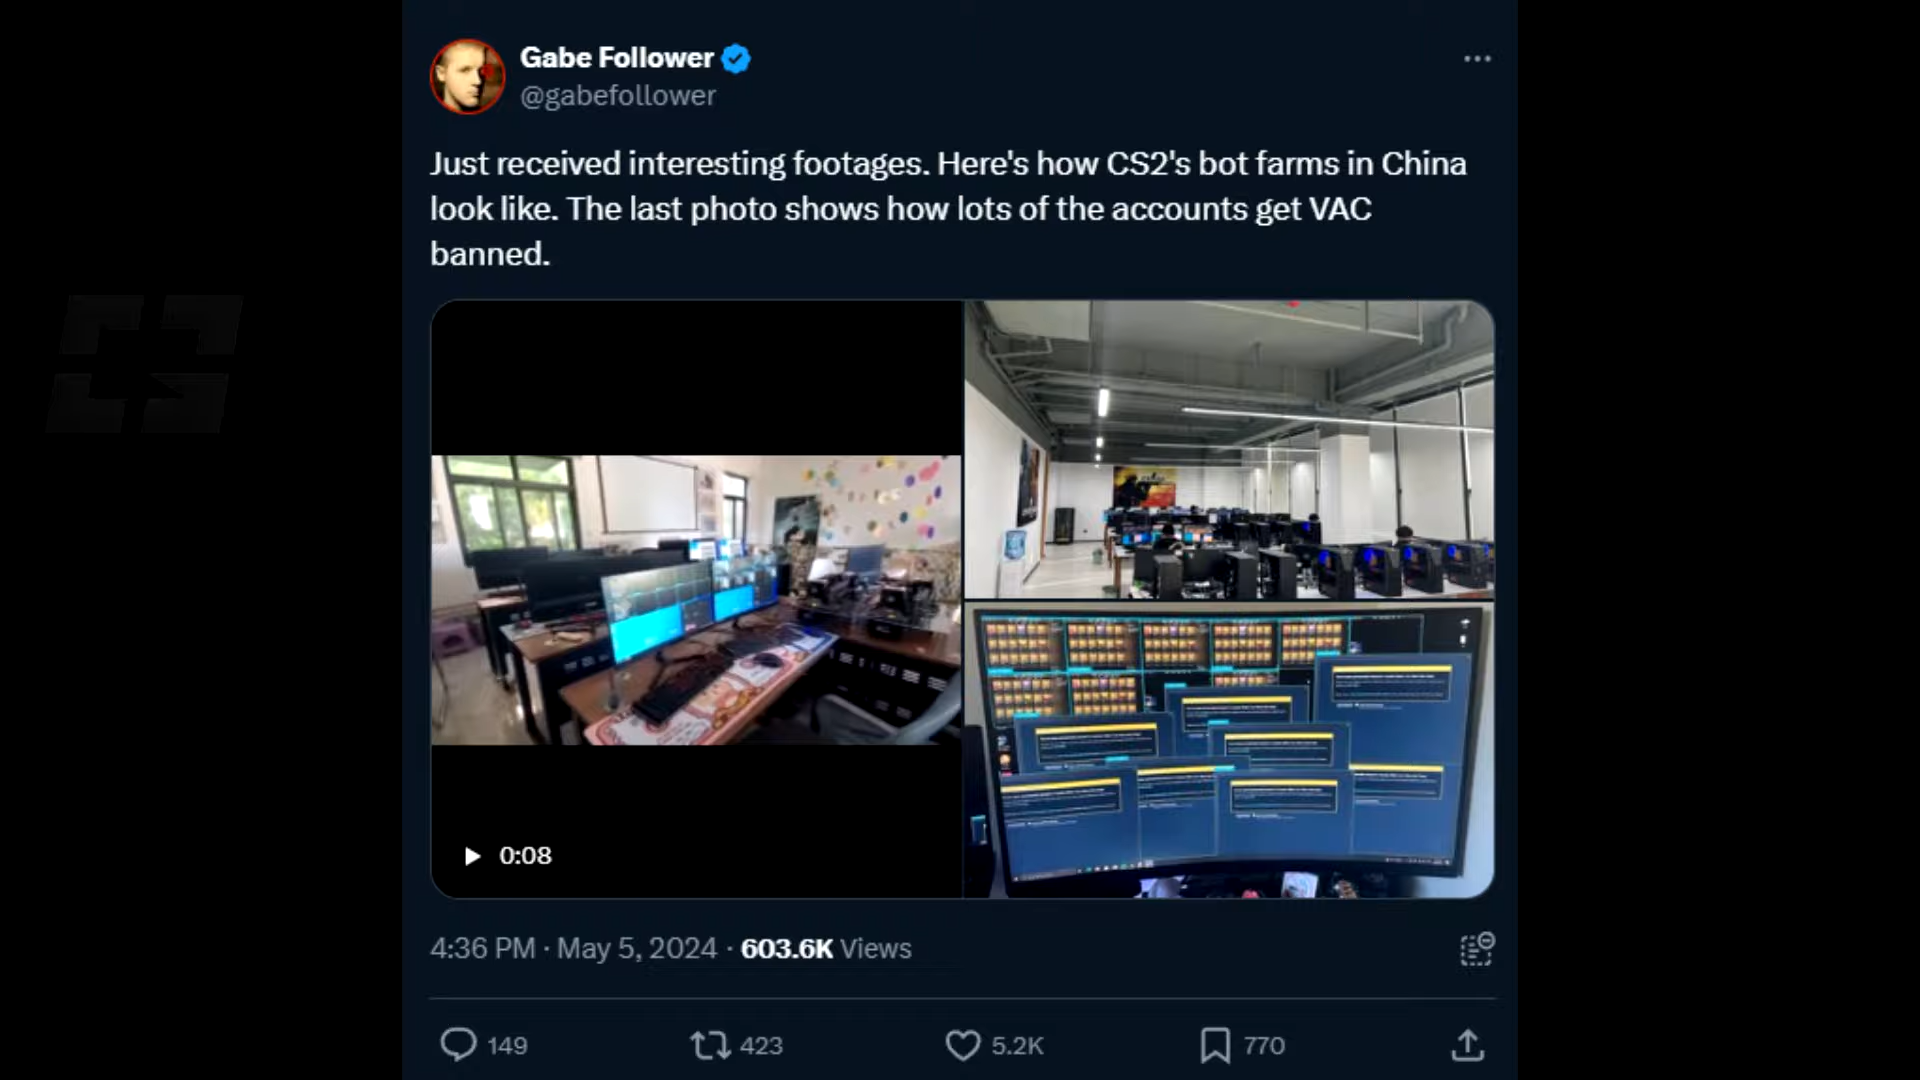 Gabe Follower
@gabefollower
Just received interesting footages. Here's how CS2's bot farms in China
look like. The last photo shows how lots of the accounts get VAC
banned.
0:08
4:36 PM · May 5, 2024 · 603.6K Views
149 423 5.2K 770